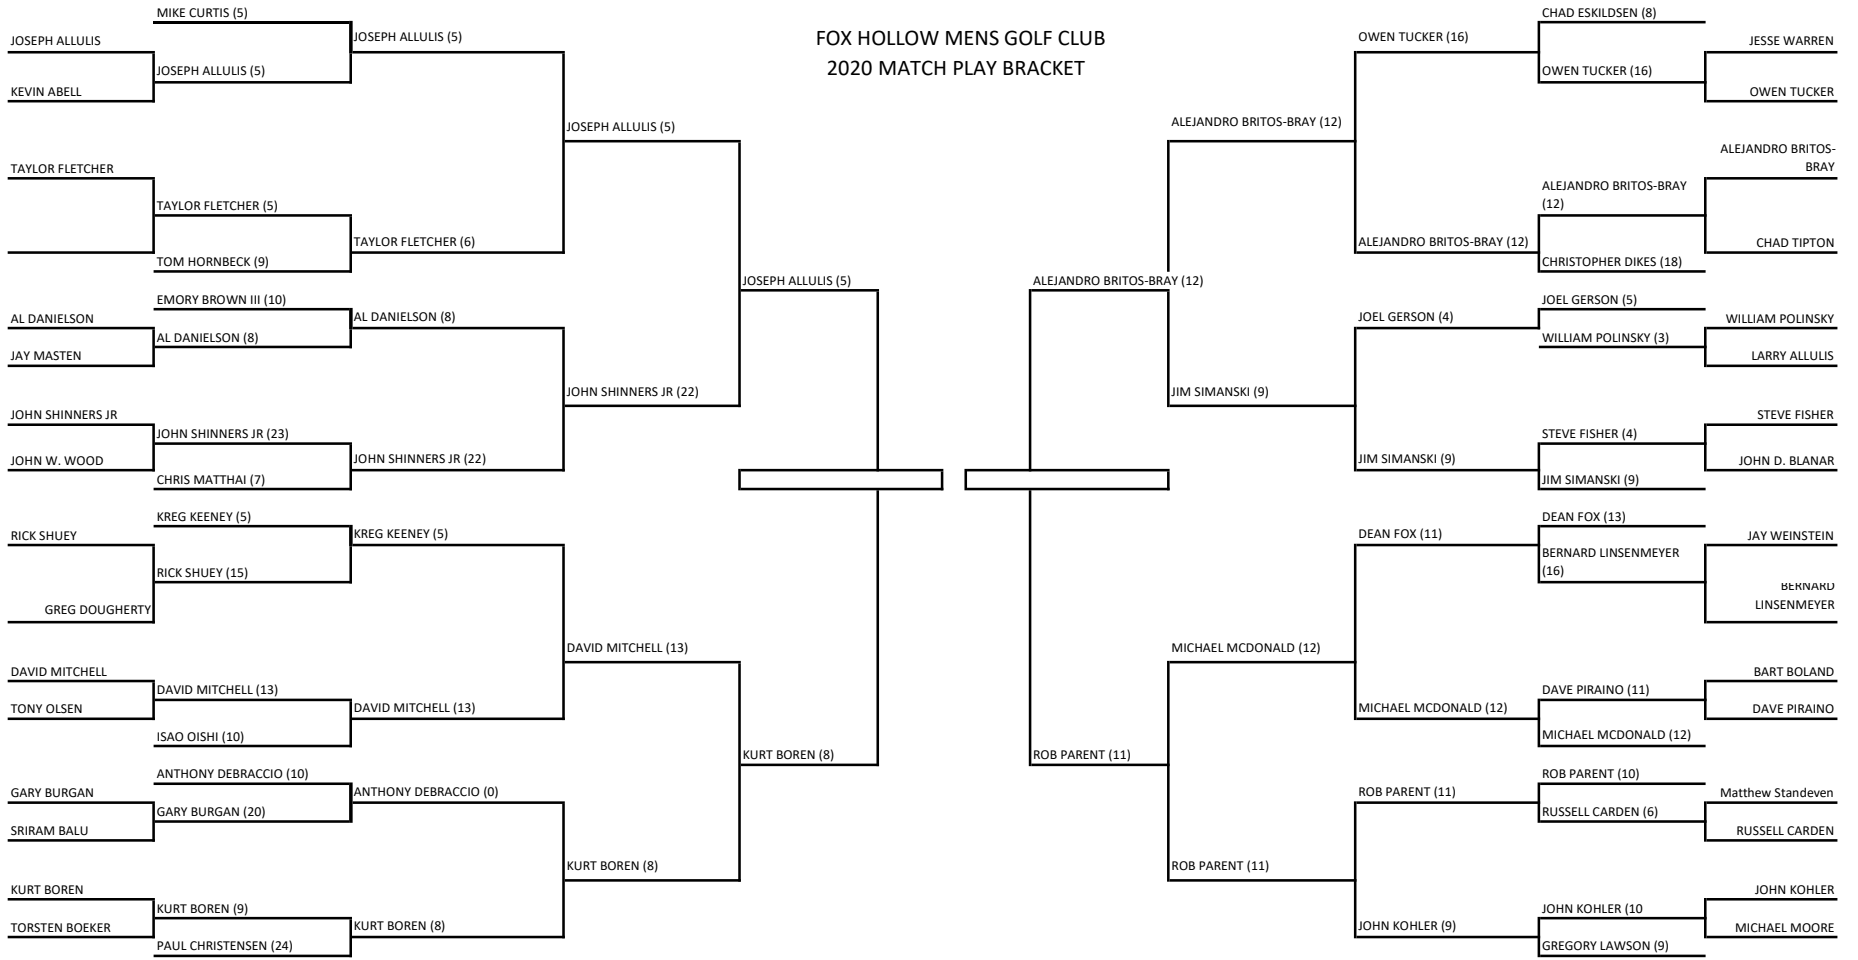 FOX HOLLOW MENS GOLF CLUB
2020 MATCH PLAY BRACKET
JOSEPH ALLULIS
KEVIN ABELL
TAYLOR FLETCHER
AL DANIELSON
JAY MASTEN
JOHN SHINNERS JR
JOHN W. WOOD
RICK SHUEY
GREG DOUGHERTY
DAVID MITCHELL
TONY OLSEN
GARY BURGAN
SRIRAM BALU
KURT BOREN
TORSTEN BOEKER
MIKE CURTIS (5)
JOSEPH ALLULIS (5)
TAYLOR FLETCHER (5)
TOM HORNBECK (9)
EMORY BROWN III (10)
AL DANIELSON (8)
JOHN SHINNERS JR (23)
CHRIS MATTHAI (7)
KREG KEENEY (5)
RICK SHUEY (15)
DAVID MITCHELL (13)
ISAO OISHI (10)
ANTHONY DEBRACCIO (10)
GARY BURGAN (20)
KURT BOREN (9)
PAUL CHRISTENSEN (24)
JOSEPH ALLULIS (5)
TAYLOR FLETCHER (6)
AL DANIELSON (8)
JOHN SHINNERS JR (22)
KREG KEENEY (5)
DAVID MITCHELL (13)
ANTHONY DEBRACCIO (0)
KURT BOREN (8)
JOSEPH ALLULIS (5)
JOHN SHINNERS JR (22)
DAVID MITCHELL (13)
KURT BOREN (8)
JOSEPH ALLULIS (5)
KURT BOREN (8)
ALEJANDRO BRITOS-BRAY (12)
ROB PARENT (11)
ALEJANDRO BRITOS-BRAY (12)
JIM SIMANSKI (9)
MICHAEL MCDONALD (12)
ROB PARENT (11)
OWEN TUCKER (16)
ALEJANDRO BRITOS-BRAY (12)
JOEL GERSON (4)
JIM SIMANSKI (9)
DEAN FOX (11)
MICHAEL MCDONALD (12)
ROB PARENT (11)
JOHN KOHLER (9)
CHAD ESKILDSEN (8)
OWEN TUCKER (16)
ALEJANDRO BRITOS-BRAY
(12)
CHRISTOPHER DIKES (18)
JOEL GERSON (5)
WILLIAM POLINSKY (3)
STEVE FISHER (4)
JIM SIMANSKI (9)
DEAN FOX (13)
BERNARD LINSENMEYER
(16)
DAVE PIRAINO (11)
MICHAEL MCDONALD (12)
ROB PARENT (10)
RUSSELL CARDEN (6)
JOHN KOHLER (10
GREGORY LAWSON (9)
JESSE WARREN
OWEN TUCKER
ALEJANDRO BRITOS-
BRAY
CHAD TIPTON
WILLIAM POLINSKY
LARRY ALLULIS
STEVE FISHER
JOHN D. BLANAR
JAY WEINSTEIN
BERNARD
LINSENMEYER
BART BOLAND
DAVE PIRAINO
Matthew Standeven
RUSSELL CARDEN
JOHN KOHLER
MICHAEL MOORE